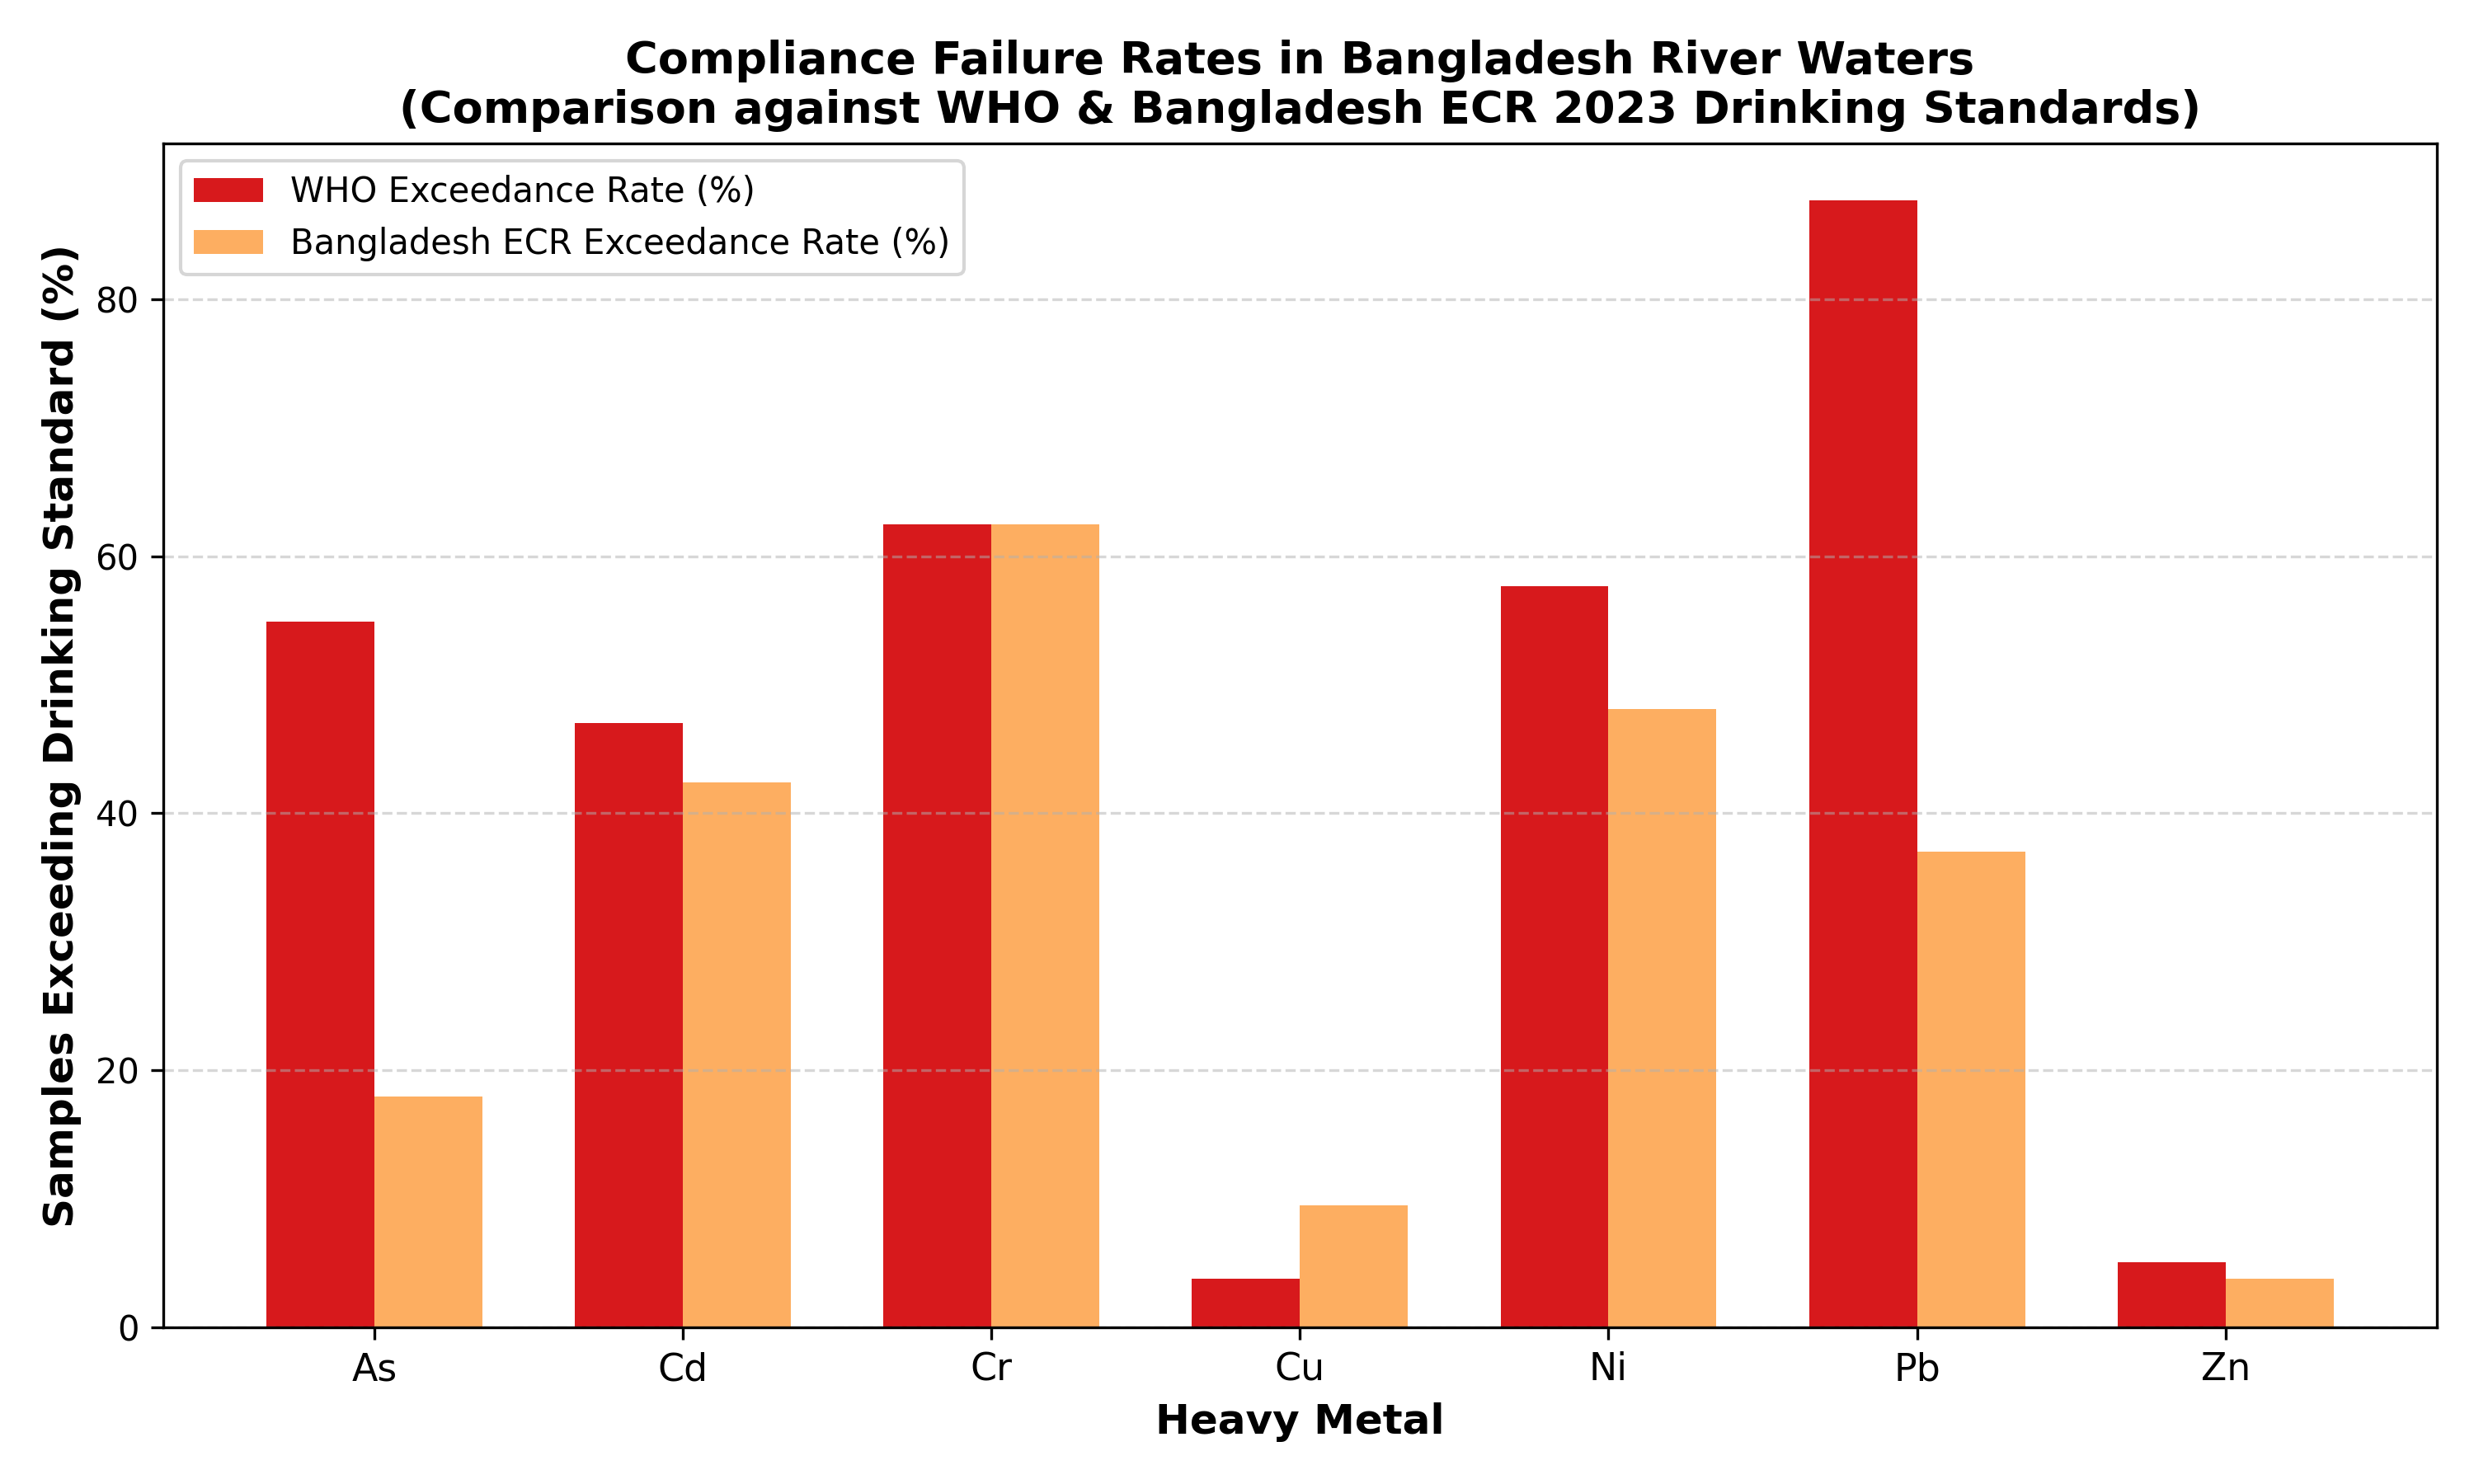 Compliance Failure Rates in Bangladesh River Waters
(Comparison against WHO & Bangladesh ECR 2023 Drinking Standards)
WHO Exceedance Rate (%)
Bangladesh ECR Exceedance Rate (%)
Samples Exceeding Drinking Standard (%)
80
60
40
20
0
As Cd Cr Cu Ni Pb Zn
Heavy Metal